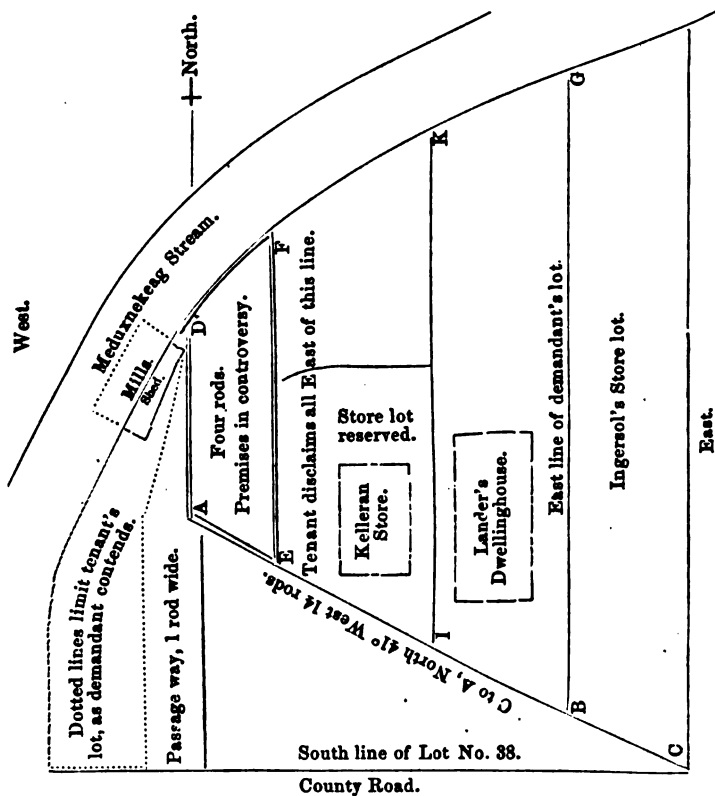 West.
North.
Meduxnekeag Stream.
Mills.
Shed.
D
Four rods.
Premises in controversy.
A
F
E
Tenant disclaims all East of this line.
Store lot
reserved.
Kelleran
Store.
K
I
Lander's
Dwellinghouse.
G
East line of demandant's lot.
B
Ingersol's Store lot.
C
East.
Dotted lines limit tenant's
lot, as demandant contends.
Passage way, 1 rod wide.
C to A, North 41° West 14 rods.
South line of Lot No. 38.
County Road.